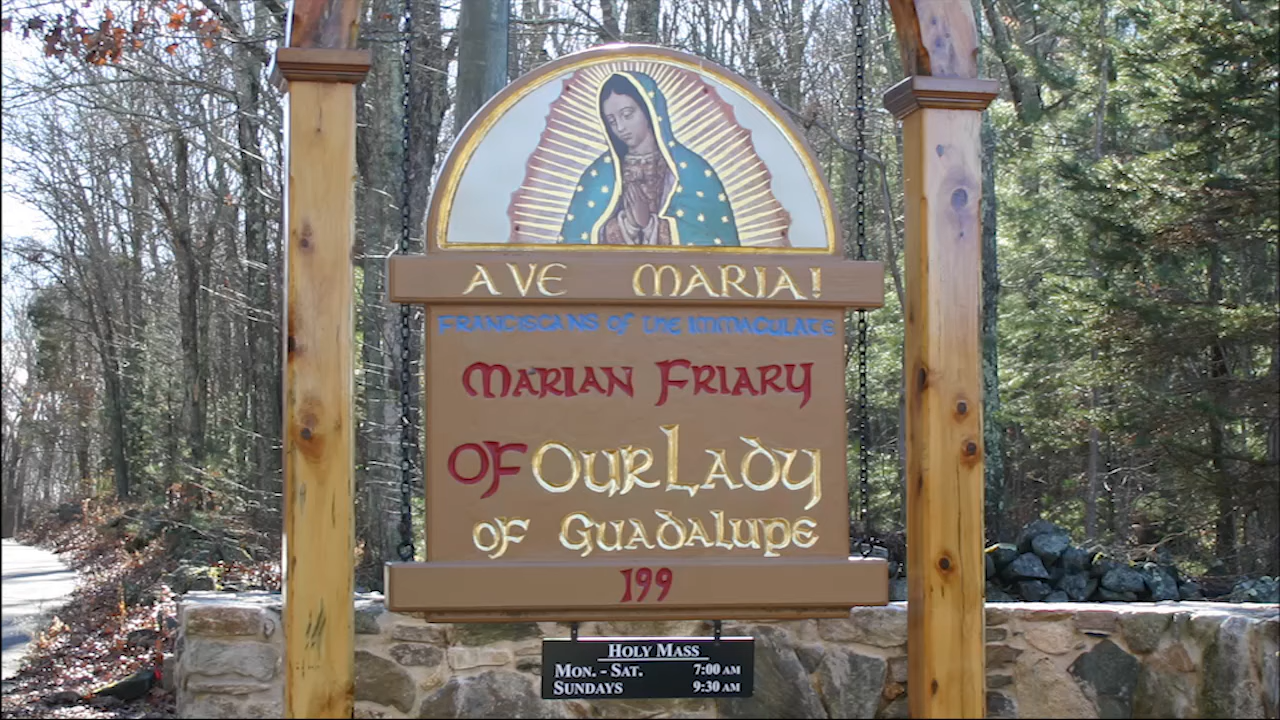 AVE MARIA!
FRANCISCANS OF THE IMMACULATE
MARIAN FRIARY
OF OUR LADY
OF GUADALUPE
199
HOLY MASS
MON. - SAT. 7:00 AM
SUNDAYS 9:30 AM